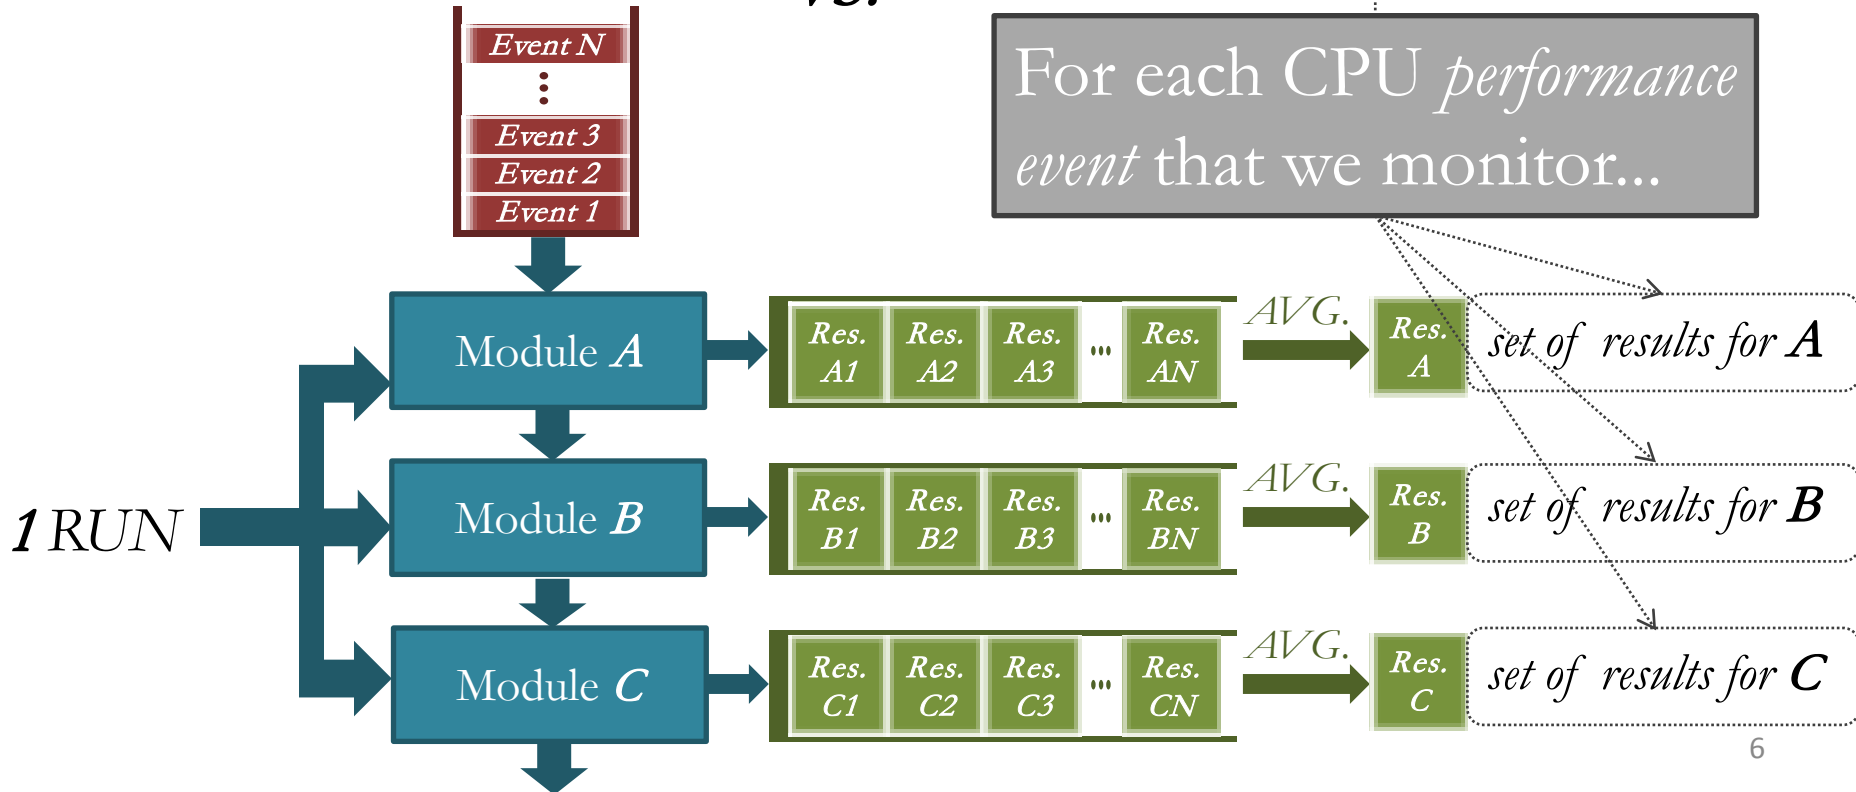 vs.
Event N
Event 3
Event 2
Event 1
For each CPU performance
event that we monitor...
1 RUN
Module A
Res. A1
Res. A2
Res. A3
...
Res. AN
AVG.
Res. A
set of results for A
Module B
Res. B1
Res. B2
Res. B3
...
Res. BN
AVG.
Res. B
set of results for B
Module C
Res. C1
Res. C2
Res. C3
...
Res. CN
AVG.
Res. C
set of results for C
6